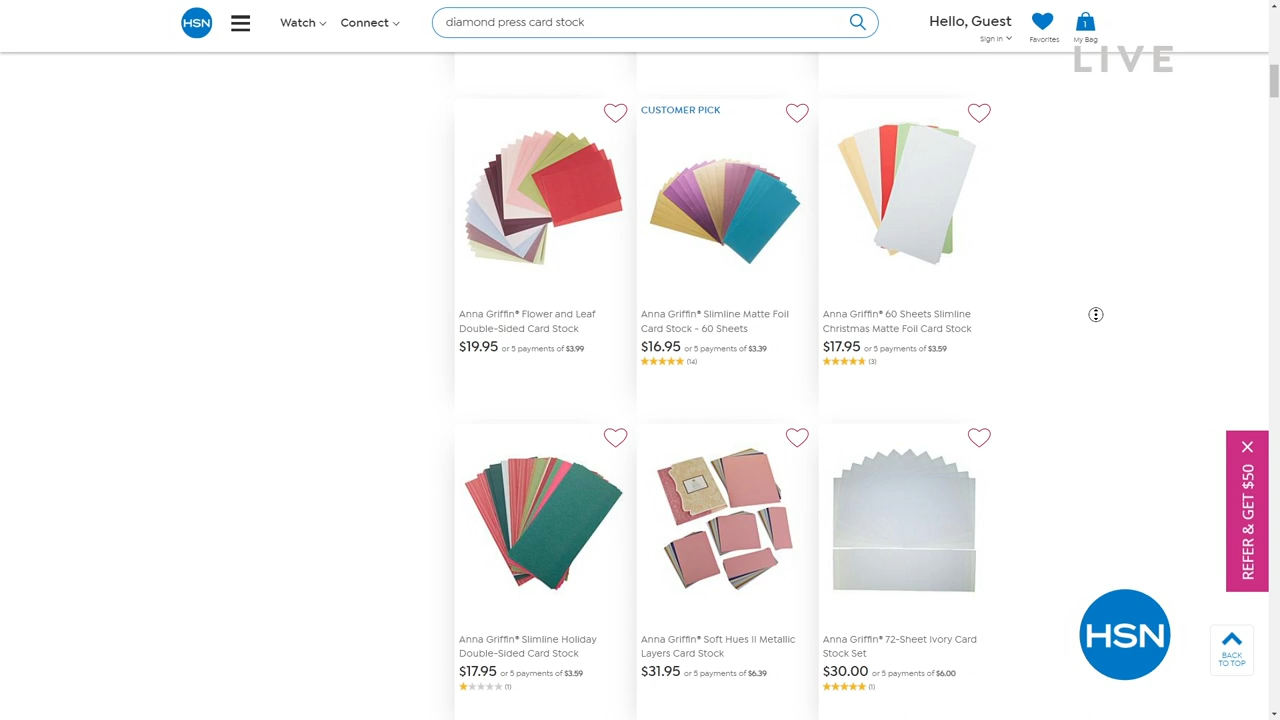 HSN
Watch
Connect
diamond press card stock
Hello, Guest
Sign In
Favorites
1
My Bag
LIVE
CUSTOMER PICK
Anna Griffin® Flower and Leaf
Double-Sided Card Stock
$19.95 or 5 payments of $3.99
Anna Griffin® Slimline Matte Foil
Card Stock - 60 Sheets
$16.95 or 5 payments of $3.39
(14)
Anna Griffin® 60 Sheets Slimline
Christmas Matte Foil Card Stock
$17.95 or 5 payments of $3.59
(3)
Anna Griffin® Slimline Holiday
Double-Sided Card Stock
$17.95 or 5 payments of $3.59
(1)
Anna Griffin® Soft Hues II Metallic
Layers Card Stock
$31.95 or 5 payments of $6.39
Anna Griffin® 72-Sheet Ivory Card
Stock Set
$30.00 or 5 payments of $6.00
(1)
REFER & GET $50
HSN
BACK
TO TOP